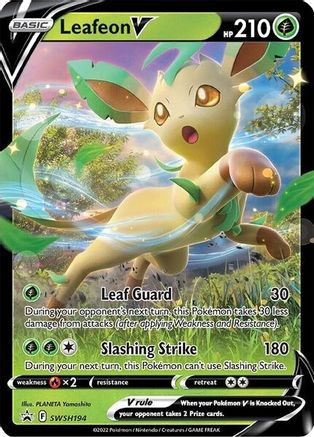 BASIC
Leafeon V HP 210
Leaf Guard 30
During your opponent's next turn, this Pokémon takes 30 less
damage from attacks (after applying Weakness and Resistance).
Slashing Strike 180
During your next turn, this Pokémon can't use Slashing Strike.
weakness ×2 resistance retreat
Illus. PLANETA Yamashita
V rule When your Pokémon V is Knocked Out,
your opponent takes 2 Prize cards.
F SWSH194
©2022 Pokémon / Nintendo / Creatures / GAME FREAK